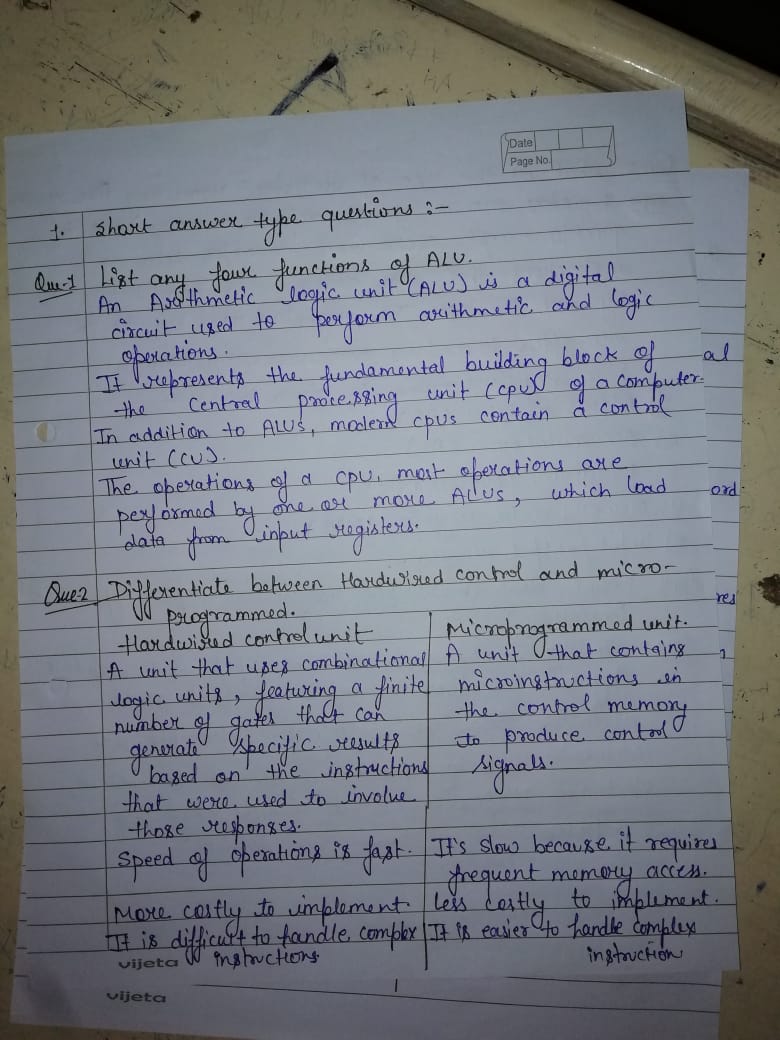 Date
Page No.
1. Short answer type questions :-
Que-1 List any four functions of ALU.
An Arithmetic logic unit (ALU) is a digital
circuit used to perform arithmetic and logic
operations.
It represents the fundamental building block of
the Central processing unit (cpu) of a computer.
In addition to ALUs, modern cpus contain a control
unit (CU).
The operations of a CPU, most operations are
performed by one or more ALUs, which load
data from input registers.
al
ord
res
Que2 Differentiate between Hardwired control and micro-
programmed.
Hardwired control unit
A unit that uses combinational
logic units, featuring a finite
number of gates that can
generate specific results
based on the instructions
that were used to involve
those responses.
Speed of operations is fast.
More costly to implement.
It is difficult to handle complex
instructions
Microprogrammed unit.
A unit that contains
microinstructions in
the control memory
to produce control
signals.
It's slow because it requires
frequent memory access.
less costly to implement.
It is easier to handle complex
instruction
vijeta
vijeta